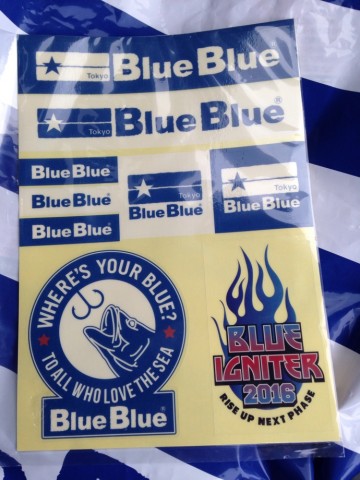 Tokyo BlueBlue
Tokyo BlueBlue®
BlueBlue®
BlueBlue®
BlueBlue®
Tokyo
BlueBlue®
Tokyo
BlueBlue®
WHERE'S YOUR BLUE?
TO ALL WHO LOVE THE SEA
BlueBlue®
BLUE
IGNITER
2016
RISE UP NEXT PHASE